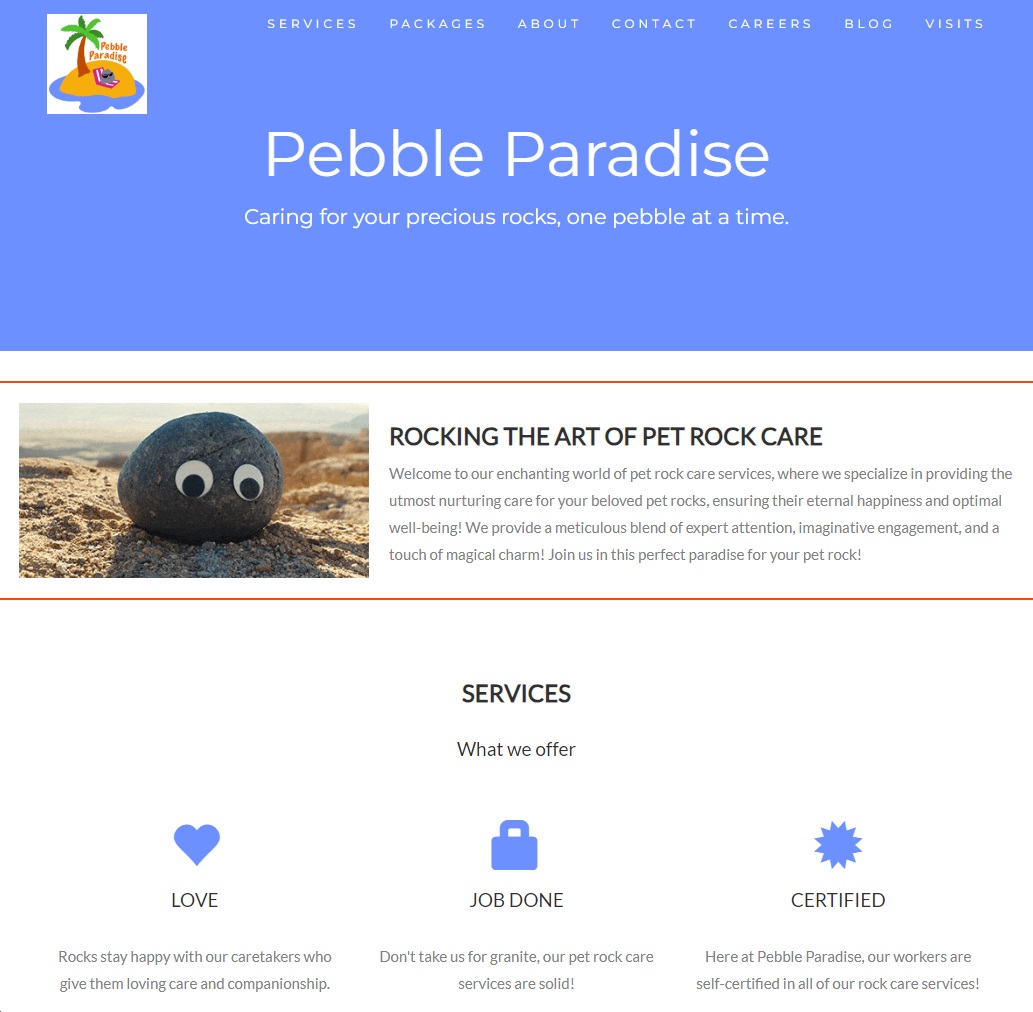 Pebble
Paradise
SERVICES PACKAGES ABOUT CONTACT CAREERS BLOG VISITS
Pebble Paradise
Caring for your precious rocks, one pebble at a time.
ROCKING THE ART OF PET ROCK CARE
Welcome to our enchanting world of pet rock care services, where we specialize in providing the
utmost nurturing care for your beloved pet rocks, ensuring their eternal happiness and optimal
well-being! We provide a meticulous blend of expert attention, imaginative engagement, and a
touch of magical charm! Join us in this perfect paradise for your pet rock!
SERVICES
What we offer
LOVE
Rocks stay happy with our caretakers who
give them loving care and companionship.
JOB DONE
Don't take us for granite, our pet rock care
services are solid!
CERTIFIED
Here at Pebble Paradise, our workers are
self-certified in all of our rock care services!